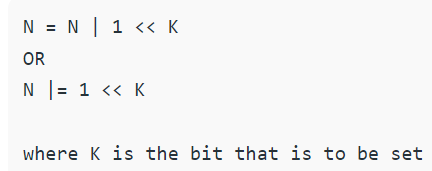 N = N | 1 << K
OR
N |= 1 << K
where K is the bit that is to be set